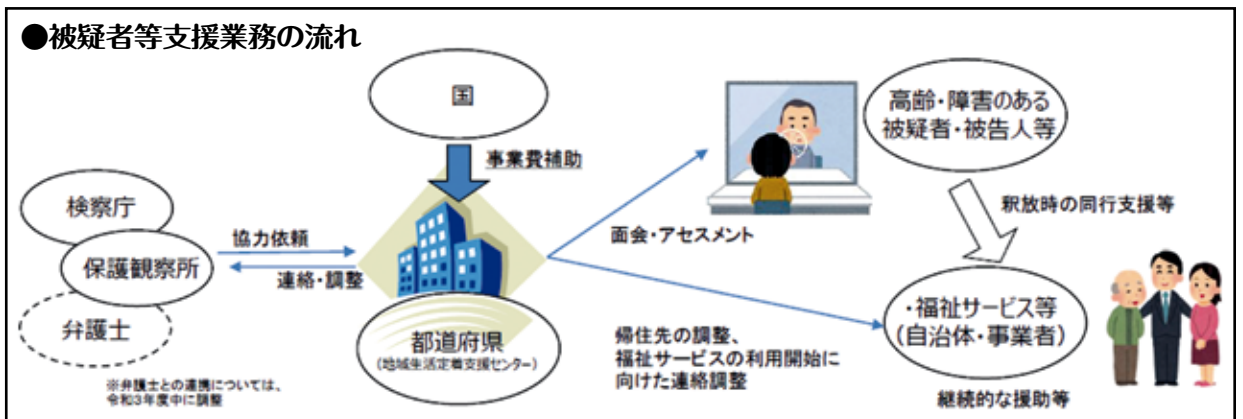 ●被疑者等支援業務の流れ
国
事業費補助
検察庁
保護観察所
弁護士
協力依頼
連絡・調整
都道府県
(地域生活定着支援センター)
※弁護士との連携については、
令和3年度中に調整
面会・アセスメント
高齢・障害のある
被疑者・被告人等
釈放時の同行支援等
・福祉サービス等
(自治体・事業者)
帰住先の調整、
福祉サービスの利用開始に
向けた連絡調整
継続的な援助等